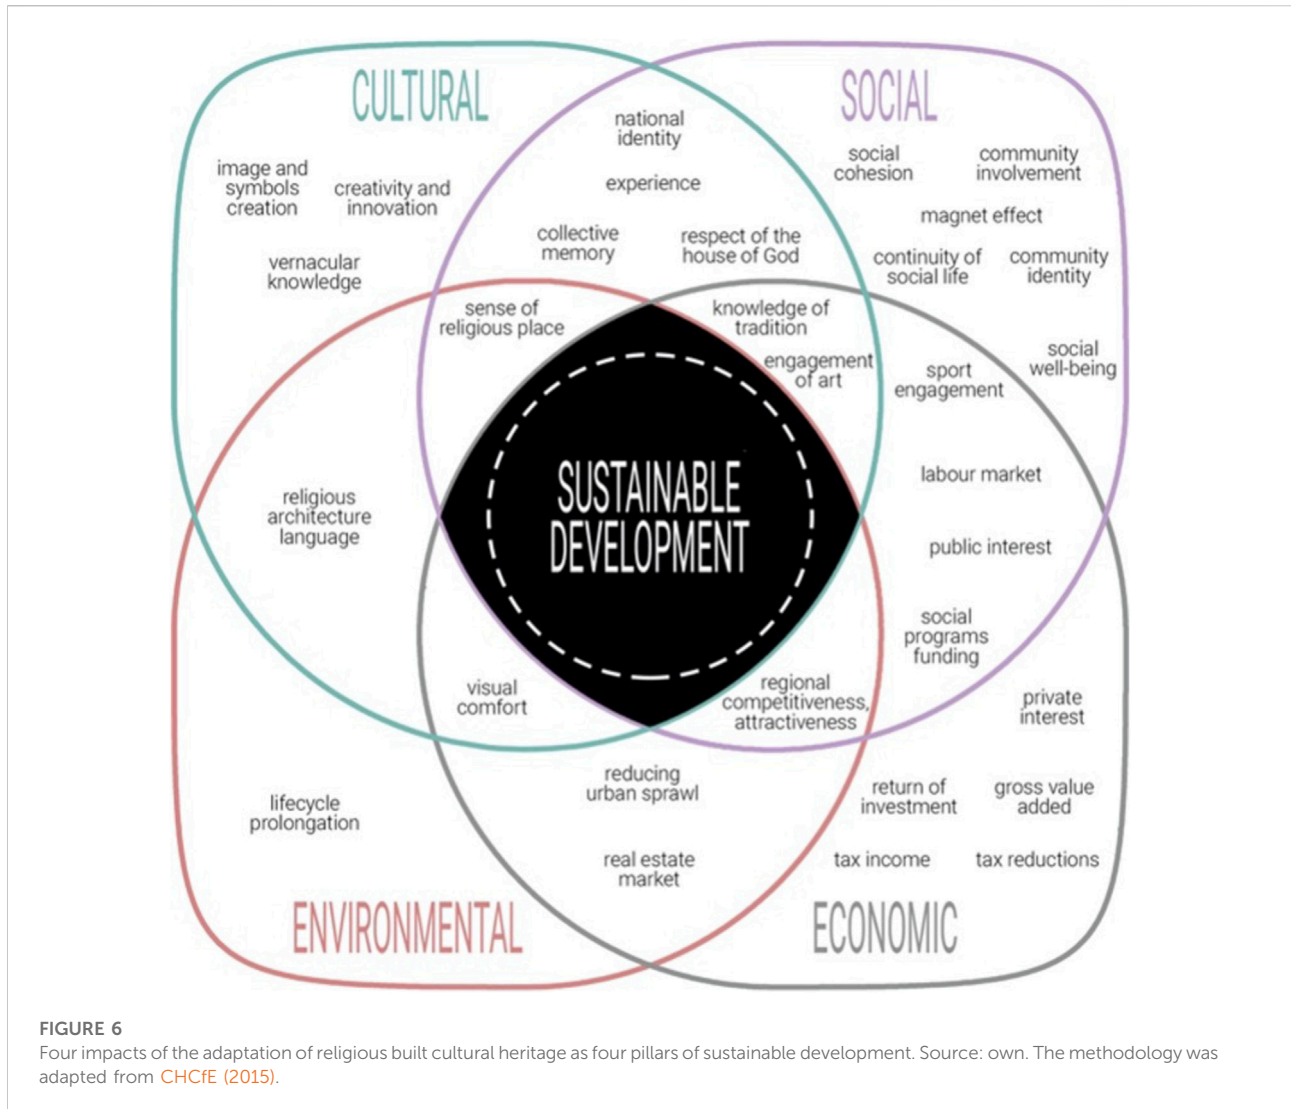 CULTURAL
SOCIAL
national
identity
experience
image and
symbols
creation
creativity and
innovation
vernacular
knowledge
collective
memory
respect of the
house of God
social
cohesion
community
involvement
magnet effect
continuity of
social life
community
identity
social
well-being
sense of
religious place
knowledge of
tradition
engagement
of art
sport
engagement
labour market
public interest
social
programs
funding
religious
architecture
language
SUSTAINABLE
DEVELOPMENT
visual
comfort
regional
competitiveness,
attractiveness
private
interest
reducing
urban sprawl
real estate
market
return of
investment
gross value
added
tax income
tax reductions
lifecycle
prolongation
ENVIRONMENTAL
ECONOMIC
FIGURE 6
Four impacts of the adaptation of religious built cultural heritage as four pillars of sustainable development. Source: own. The methodology was
adapted from CHCfE (2015).